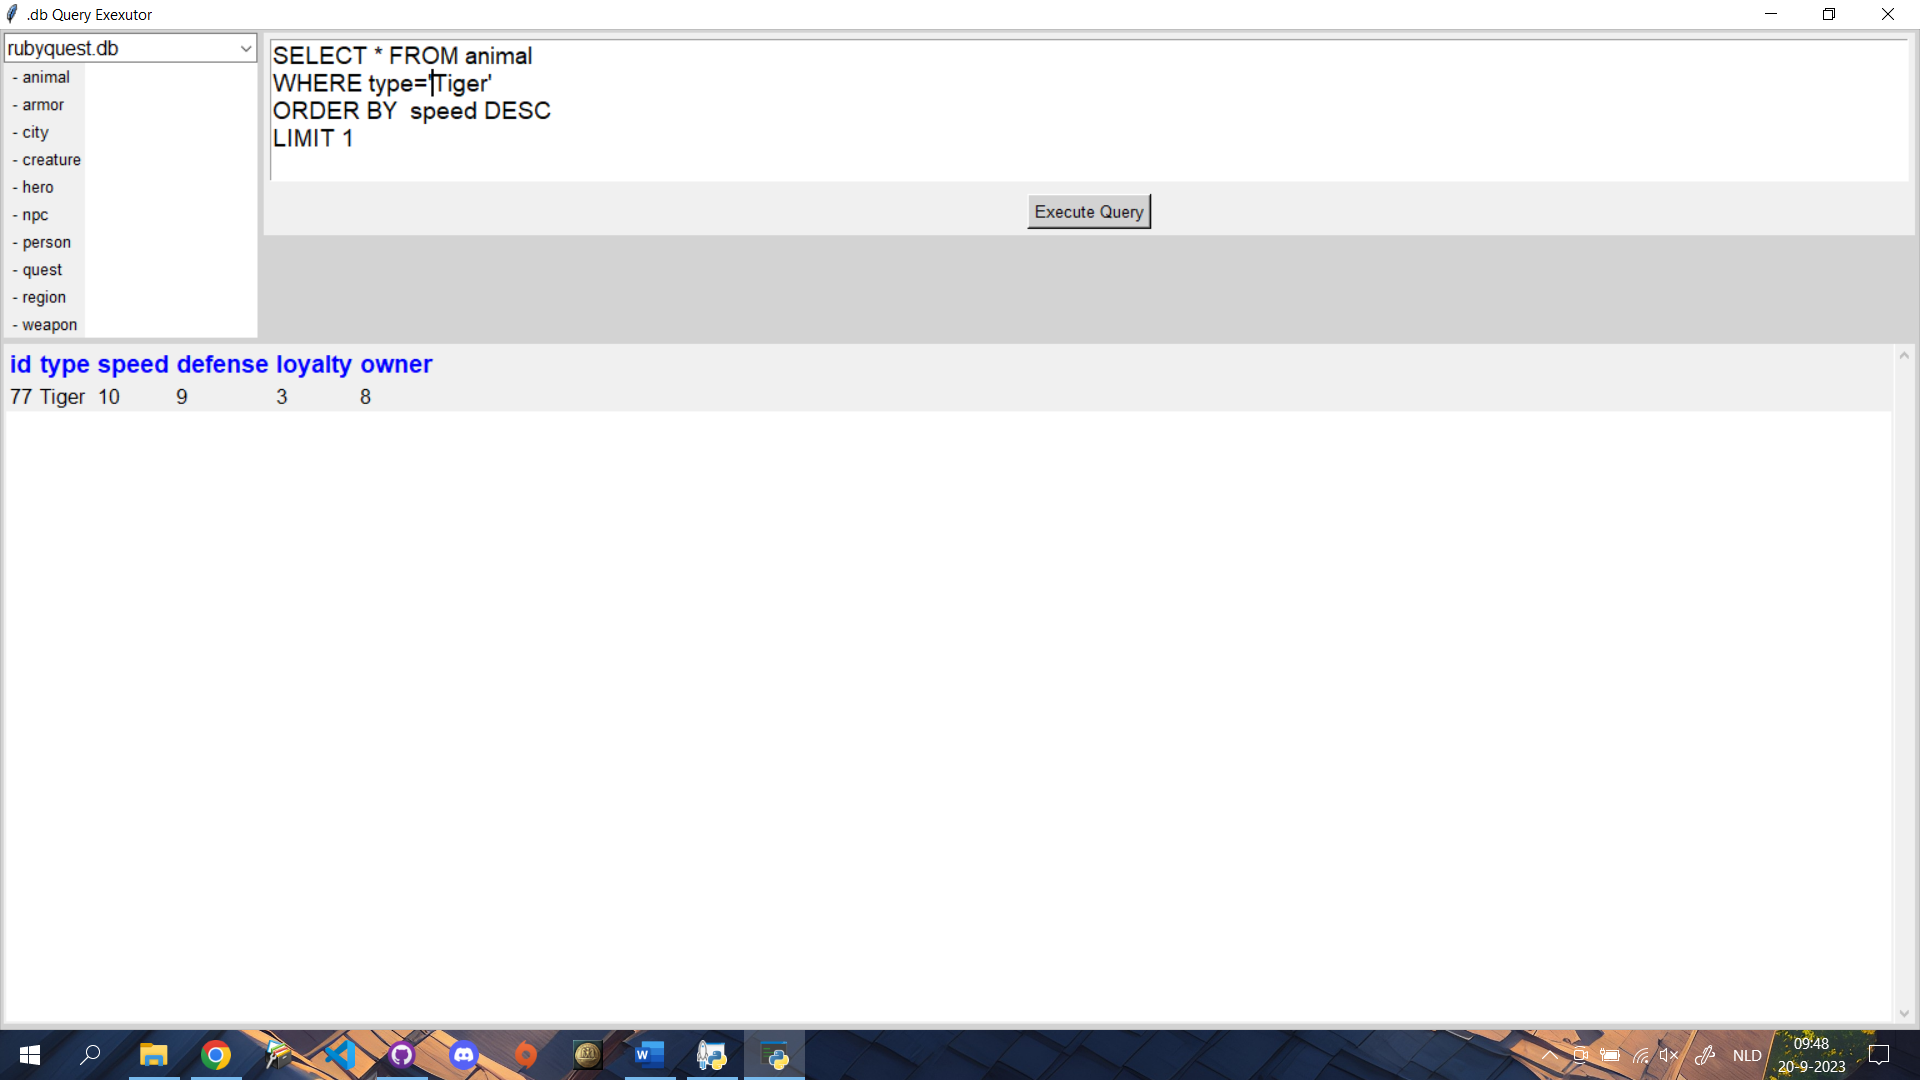 .db Query Exexutor
rubyquest.db
- animal
- armor
- city
- creature
- hero
- npc
- person
- quest
- region
- weapon
SELECT * FROM animal
WHERE type='Tiger'
ORDER BY  speed DESC
LIMIT 1
Execute Query
id type speed defense loyalty owner
77 Tiger 10 9 3 8
NLD
09:48
20-9-2023